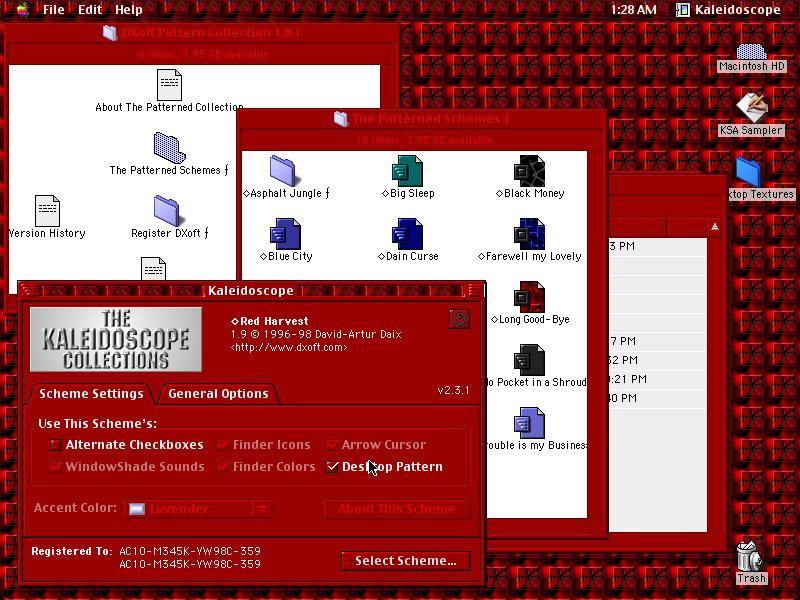 File Edit Help
1:28 AM Kaleidoscope
DXoft Pattern Collection 1.9.1
6 items, 7.95 GB available
About The Patterned Collection
The Patterned Schemes ƒ
Version History
Register DXoft ƒ
The Patterned Schemes ƒ
16 items, 7.95 GB available
◇Asphalt Jungle ƒ
◇Big Sleep
◇Black Money
◇Blue City
◇Dain Curse
◇Farewell my Lovely
◇Long Good-Bye
No Pocket in a Shroud
Trouble is my Business
3 PM
7 PM
32 PM
0:21 PM
40 PM
Macintosh HD
KSA Sampler
ktop Textures
Trash
Kaleidoscope
THE
KALEIDOSCOPE
COLLECTIONS
◇Red Harvest
1.9 © 1996-98 David-Artur Daix
<http://www.dxoft.com>
?
Scheme Settings
General Options
v2.3.1
Use This Scheme's:
Alternate Checkboxes
Finder Icons
Arrow Cursor
WindowShade Sounds
Finder Colors
Desktop Pattern
Accent Color:
Lavender
About This Scheme
Registered To: AC10-M345K-YW98C-359
AC10-M345K-YW98C-359
Select Scheme...